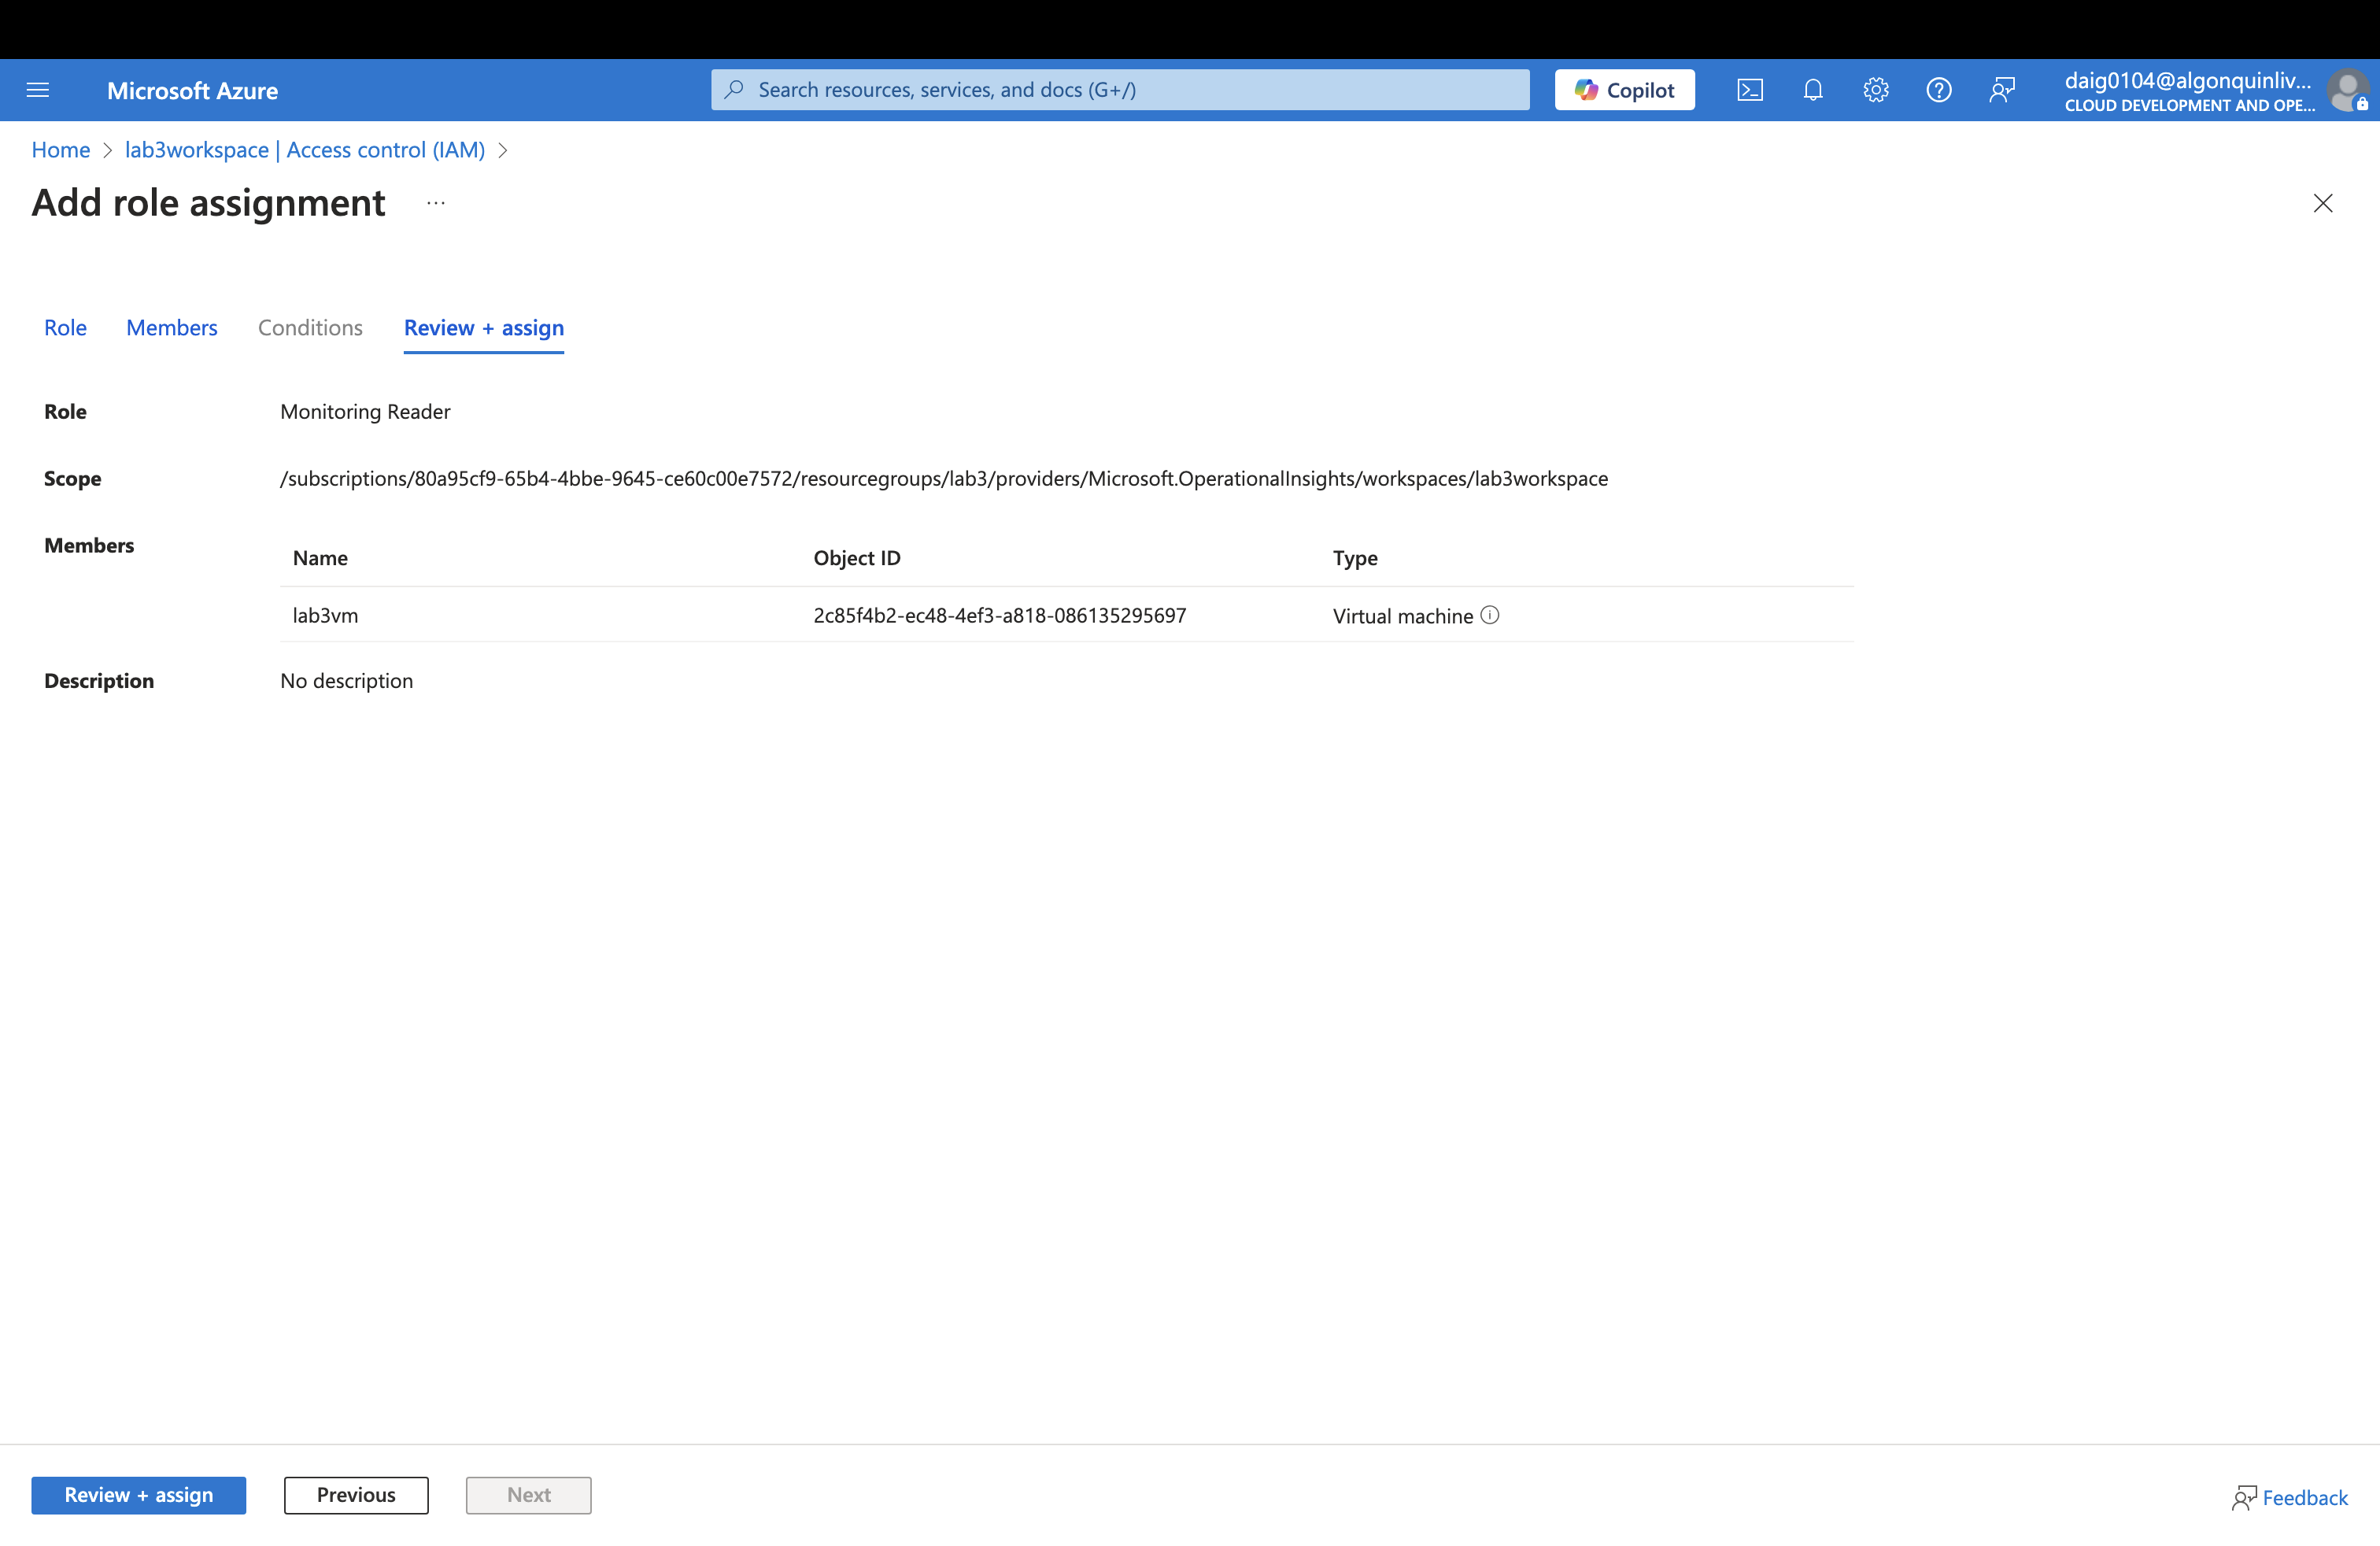 Microsoft Azure
Search resources, services, and docs (G+/)
Copilot
daig0104@algonquinliv...
CLOUD DEVELOPMENT AND OPE...
Home > lab3workspace | Access control (IAM) >
Add role assignment ...
Role Members Conditions Review + assign
Role Monitoring Reader
Scope /subscriptions/80a95cf9-65b4-4bbe-9645-ce60c00e7572/resourcegroups/lab3/providers/Microsoft.OperationalInsights/workspaces/lab3workspace
Members
Name Object ID Type
lab3vm 2c85f4b2-ec48-4ef3-a818-086135295697 Virtual machine
Description No description
Review + assign Previous Next Feedback